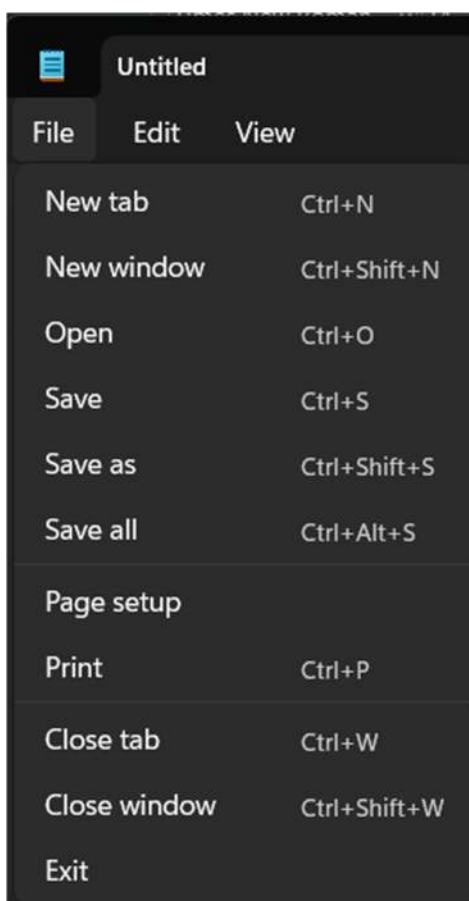 Untitled
File Edit View
New tab Ctrl+N
New window Ctrl+Shift+N
Open Ctrl+O
Save Ctrl+S
Save as Ctrl+Shift+S
Save all Ctrl+Alt+S
Page setup
Print Ctrl+P
Close tab Ctrl+W
Close window Ctrl+Shift+W
Exit